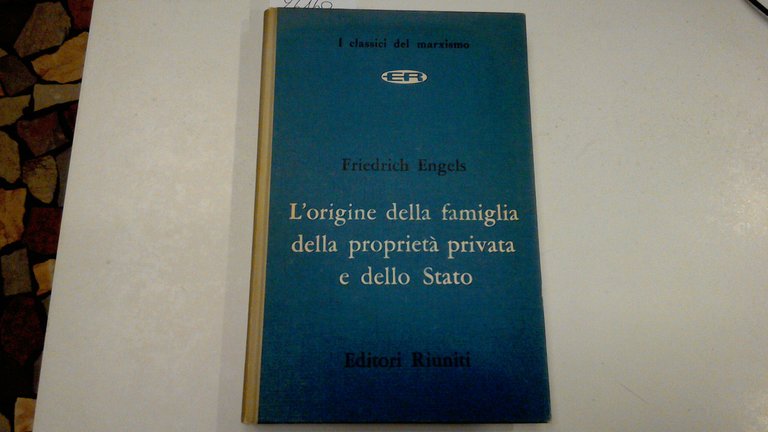 I classici del marxismo
ER
Friedrich Engels
L'origine della famiglia
della proprietà privata
e dello Stato
Editori Riuniti